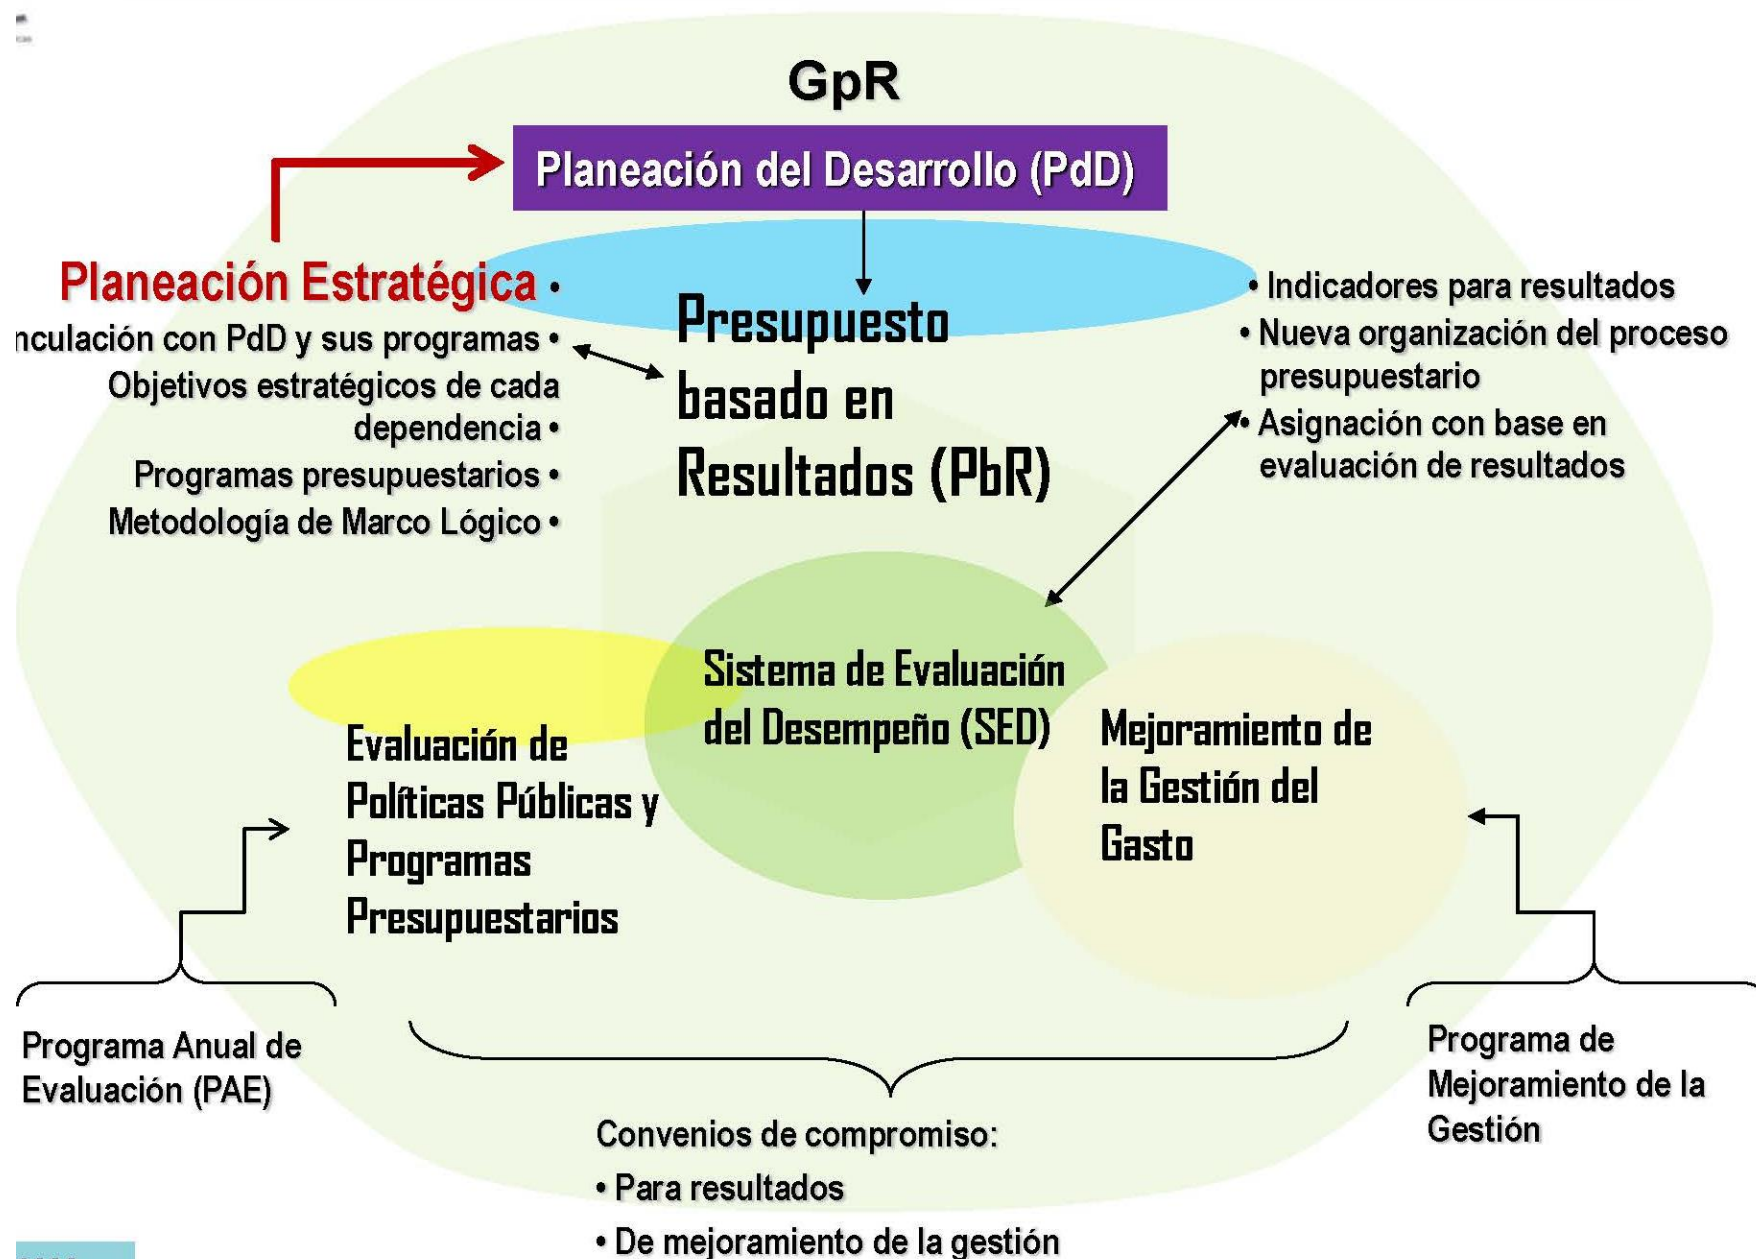 GpR
Planeación del Desarrollo (PdD)
Planeación Estratégica •
nculación con PdD y sus programas •
Objetivos estratégicos de cada
dependencia •
Programas presupuestarios •
Metodología de Marco Lógico •
Presupuesto
basado en
Resultados (PbR)
• Indicadores para resultados
• Nueva organización del proceso
presupuestario
• Asignación con base en
evaluación de resultados
Sistema de Evaluación
del Desempeño (SED)
Evaluación de
Políticas Públicas y
Programas
Presupuestarios
Mejoramiento de
la Gestión del
Gasto
Programa Anual de
Evaluación (PAE)
Convenios de compromiso:
• Para resultados
• De mejoramiento de la gestión
Programa de
Mejoramiento de la
Gestión